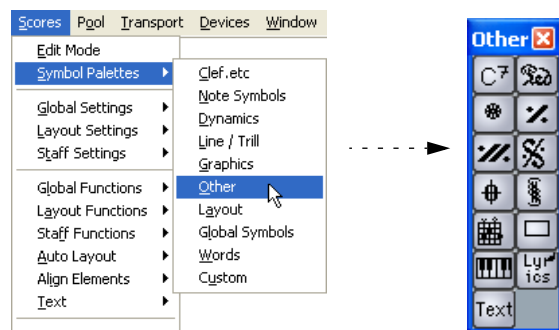 Scores Pool Transport Devices Window
Edit Mode
Symbol Palettes
Global Settings
Layout Settings
Staff Settings
Global Functions
Layout Functions
Staff Functions
Auto Layout
Align Elements
Text
Clef.etc
Note Symbols
Dynamics
Line / Trill
Graphics
Other
Layout
Global Symbols
Words
Custom
Other
C7 Ped
Lyr
ics
Text